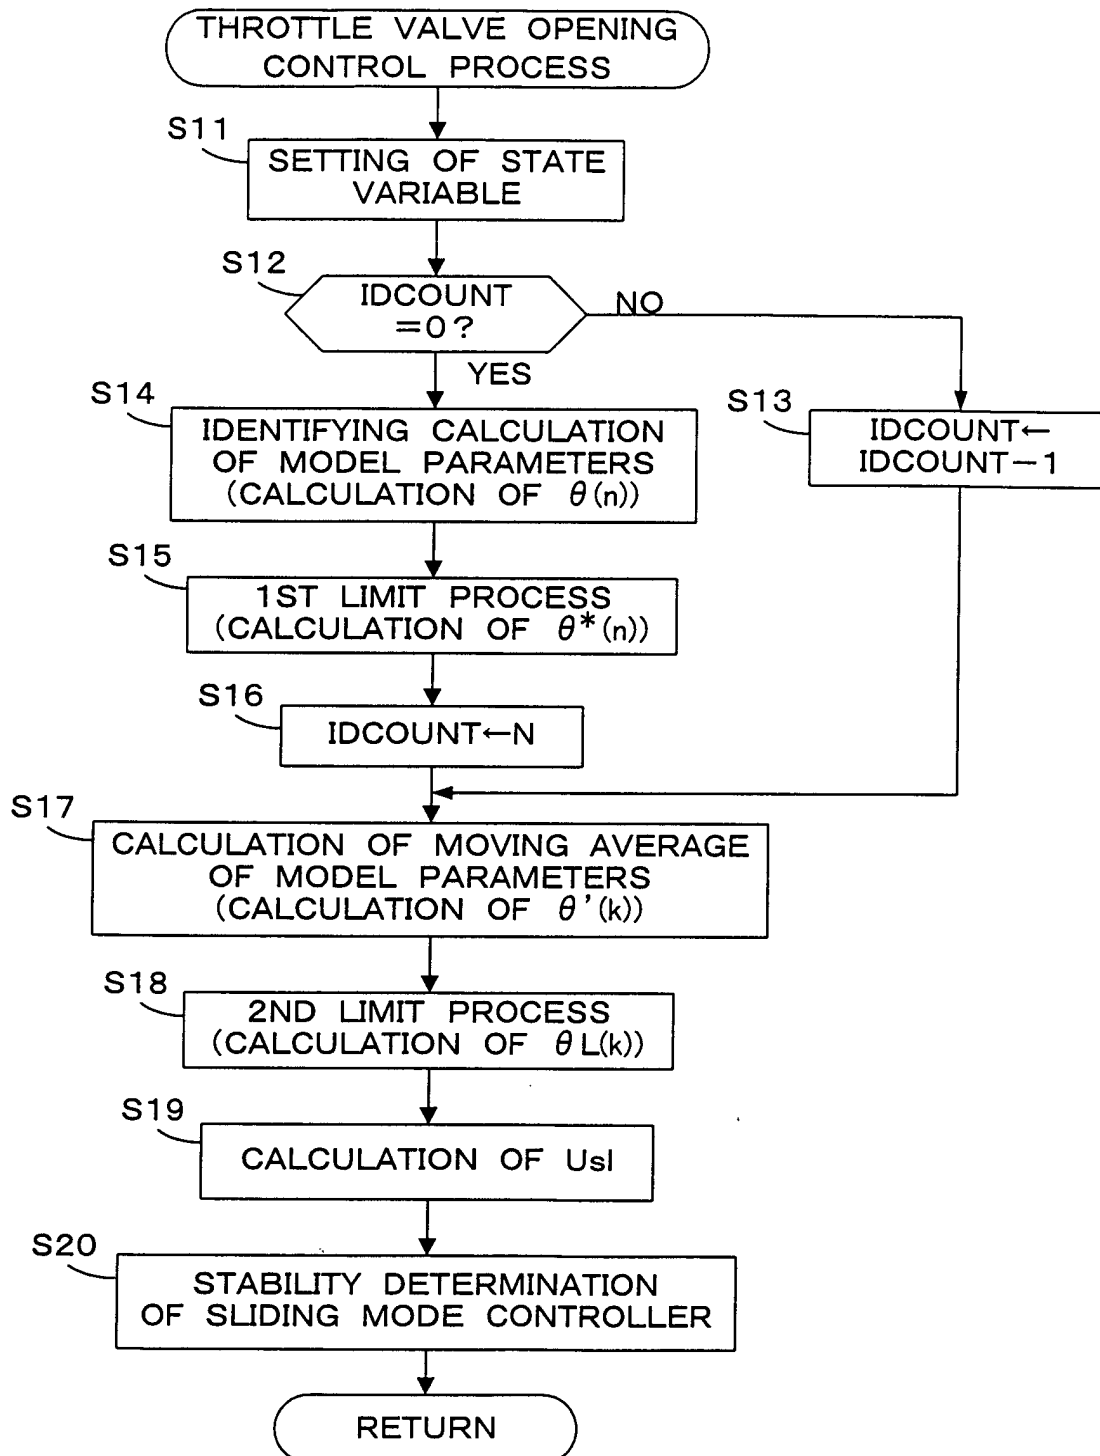 THROTTLE VALVE OPENING
CONTROL PROCESS
S11
SETTING OF STATE
VARIABLE
S12
IDCOUNT
=0?
NO
YES
S14
IDENTIFYING CALCULATION
OF MODEL PARAMETERS
(CALCULATION OF θ(n))
S13
IDCOUNT←
IDCOUNT−1
S15
1ST LIMIT PROCESS
(CALCULATION OF θ*(n))
S16
IDCOUNT←N
S17
CALCULATION OF MOVING AVERAGE
OF MODEL PARAMETERS
(CALCULATION OF θ'(k))
S18
2ND LIMIT PROCESS
(CALCULATION OF θL(k))
S19
CALCULATION OF Usl
S20
STABILITY DETERMINATION
OF SLIDING MODE CONTROLLER
RETURN